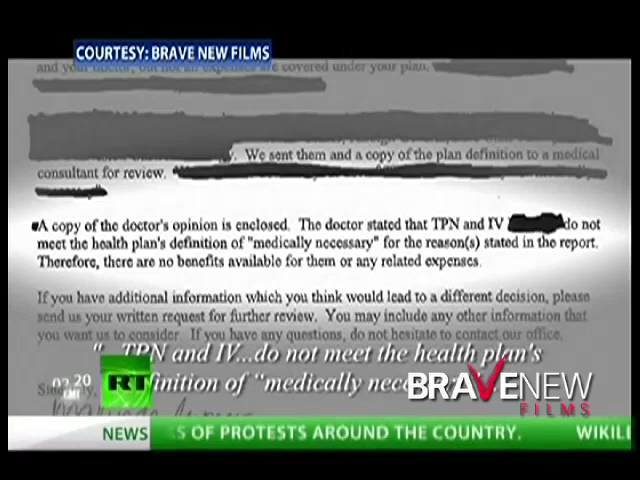 COURTESY: BRAVE NEW FILMS
and your doctor, but not all expenses are covered under your plan.
We sent them and a copy of the plan definition to a medical
consultant for review.
A copy of the doctor's opinion is enclosed. The doctor stated that TPN and IV do not
meet the health plan's definition of "medically necessary" for the reason(s) stated in the report.
Therefore, there are no benefits available for them or any related expenses.
If you have additional information which you think would lead to a different decision, please
send us your written request for further review. You may include any other information that
you want us to consider. If you have any questions, do not hesitate to contact our office.
"...TPN and IV...do not meet the health plan's
finition of "medically nece
20
RT
BRAVE NEW
FILMS
NEWS
S OF PROTESTS AROUND THE COUNTRY.
WIKIL